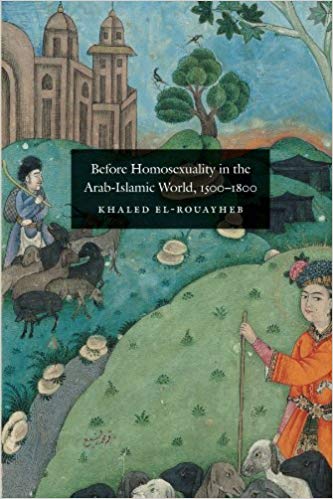 Before Homosexuality in the
Arab-Islamic World, 1500–1800
KHALED EL-ROUAYHEB